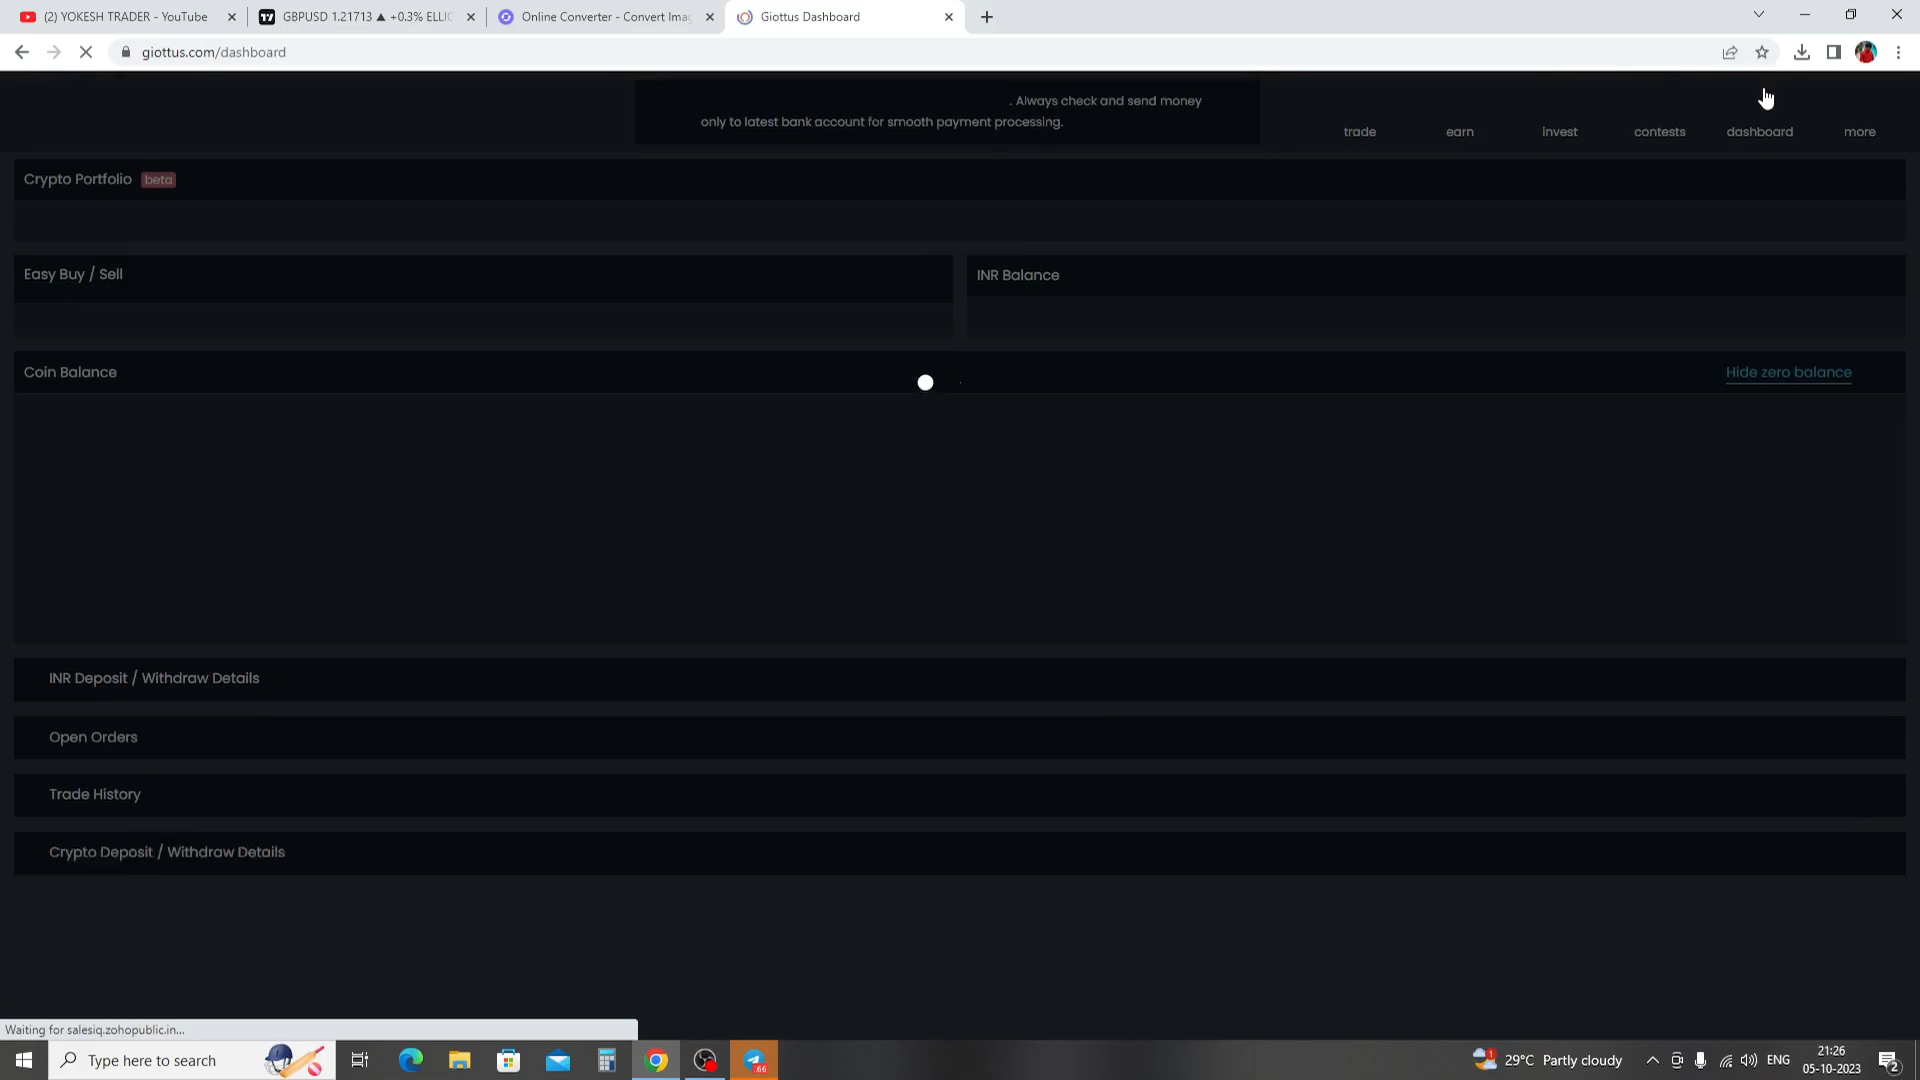 (2) YOKESH TRADER - YouTube
GBPUSD 1.21713 ▲ +0.3% ELLIC
Online Converter - Convert Imag
Giottus Dashboard
giottus.com/dashboard
. Always check and send money
only to latest bank account for smooth payment processing.
trade
earn
invest
contests
dashboard
more
Crypto Portfolio beta
Easy Buy / Sell
INR Balance
Coin Balance
Hide zero balance
INR Deposit / Withdraw Details
Open Orders
Trade History
Crypto Deposit / Withdraw Details
Waiting for salesiq.zohopublic.in...
Type here to search
.66
1
29°C Partly cloudy
ENG
21:26
05-10-2023
2